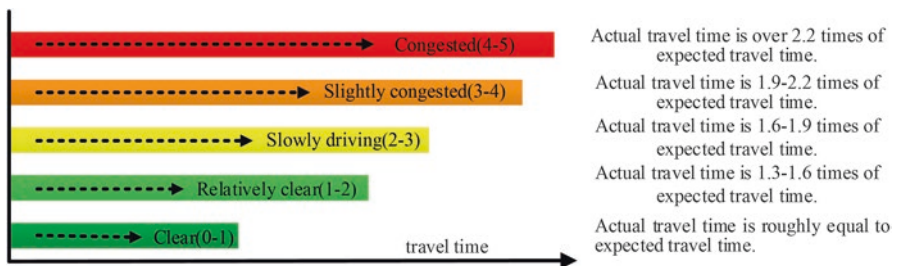 Congested(4-5)
Actual travel time is over 2.2 times of
expected travel time.
Slightly congested(3-4)
Actual travel time is 1.9-2.2 times of
expected travel time.
Slowly driving(2-3)
Actual travel time is 1.6-1.9 times of
expected travel time.
Relatively clear(1-2)
Actual travel time is 1.3-1.6 times of
expected travel time.
Clear(0-1)
Actual travel time is roughly equal to
expected travel time.
travel time